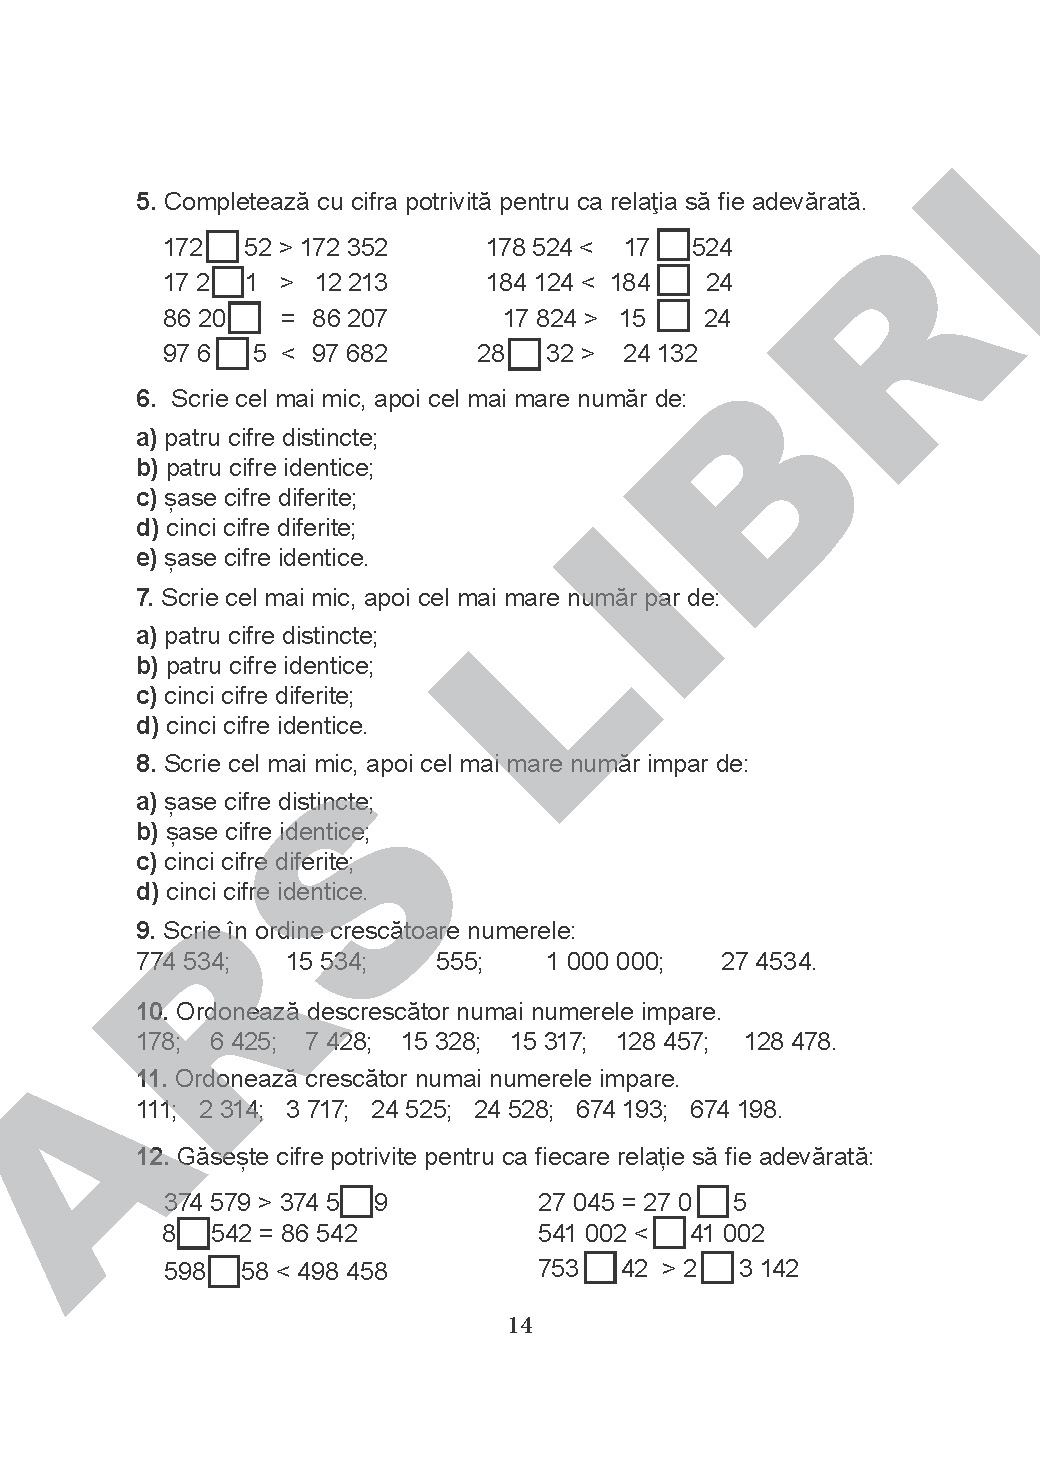 5. Completează cu cifra potrivită pentru ca relaţia să fie adevărată.
172□ 52 > 172 352 178 524 < 17 □524
17 2□1 > 12 213 184 124 < 184 □ 24
86 20□ = 86 207 17 824 > 15 □ 24
97 6□5 < 97 682 28□32 > 24 132
6. Scrie cel mai mic, apoi cel mai mare număr de:
a) patru cifre distincte;
b) patru cifre identice;
c) șase cifre diferite;
d) cinci cifre diferite;
e) șase cifre identice.
7. Scrie cel mai mic, apoi cel mai mare număr par de:
a) patru cifre distincte;
b) patru cifre identice;
c) cinci cifre diferite;
d) cinci cifre identice.
8. Scrie cel mai mic, apoi cel mai mare număr impar de:
a) șase cifre distincte;
b) șase cifre identice;
c) cinci cifre diferite;
d) cinci cifre identice.
9. Scrie în ordine crescătoare numerele:
774 534; 15 534; 555; 1 000 000; 27 4534.
10. Ordonează descrescător numai numerele impare.
178; 6 425; 7 428; 15 328; 15 317; 128 457; 128 478.
11. Ordonează crescător numai numerele impare.
111; 2 314; 3 717; 24 525; 24 528; 674 193; 674 198.
12. Găsește cifre potrivite pentru ca fiecare relație să fie adevărată:
374 579 > 374 5□9 27 045 = 27 0□5
8□542 = 86 542 541 002 < □41 002
598□58 < 498 458 753□42 > 2□3 142
14
ARS LIBRI